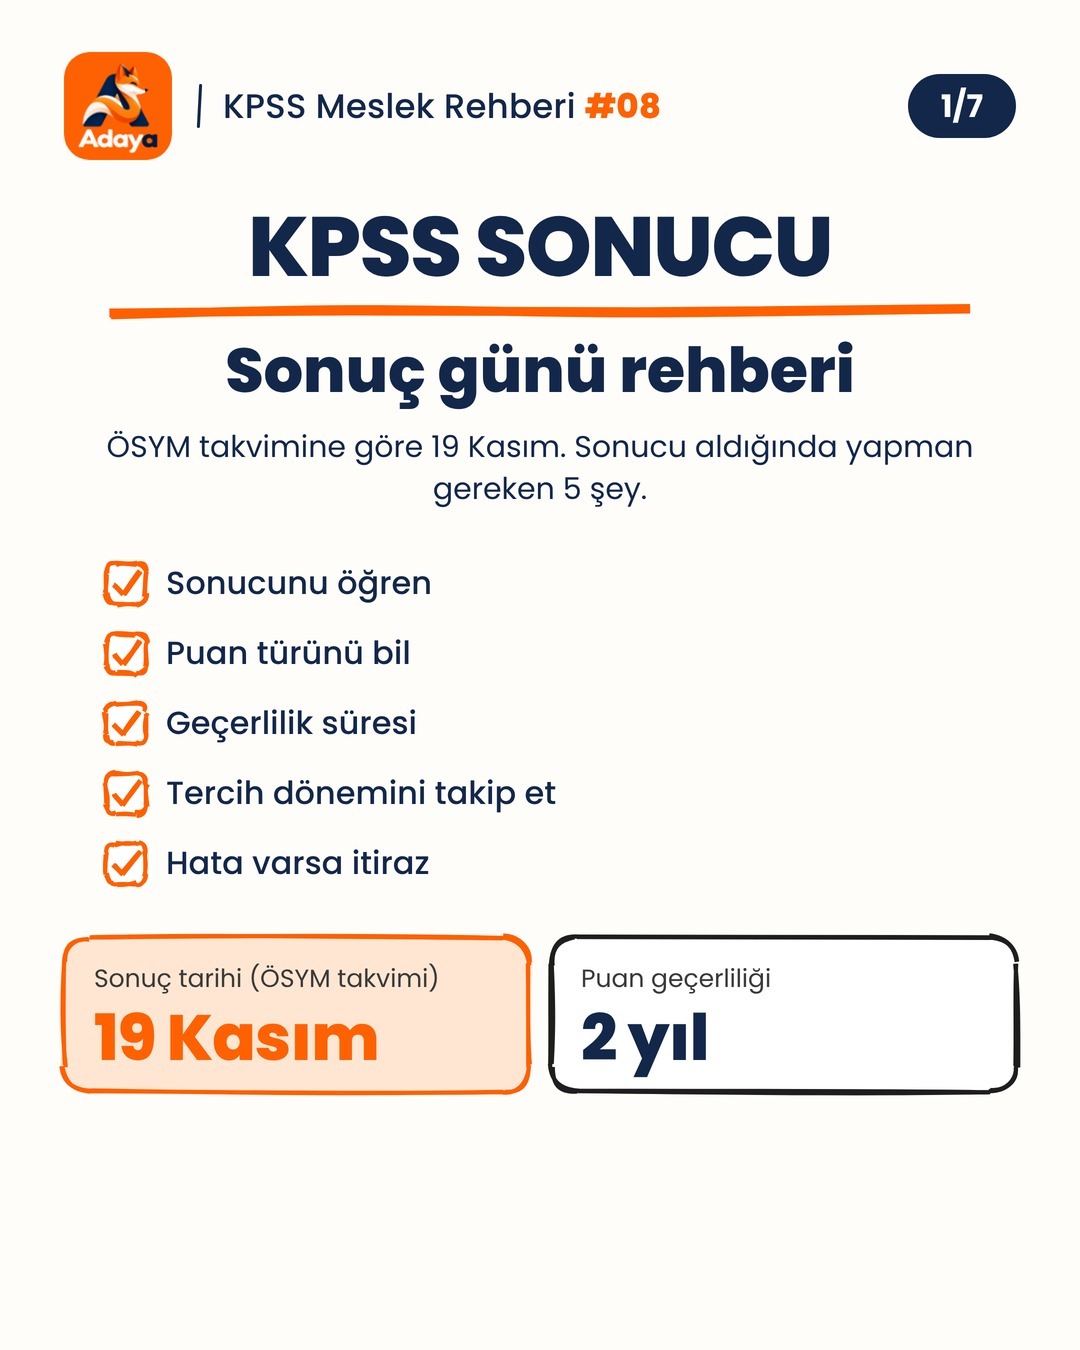 Adaya
KPSS Meslek Rehberi #08
1/7
KPSS SONUCU
Sonuç günü rehberi
ÖSYM takvimine göre 19 Kasım. Sonucu aldığında yapman
gereken 5 şey.
Sonucunu öğren
Puan türünü bil
Geçerlilik süresi
Tercih dönemini takip et
Hata varsa itiraz
Sonuç tarihi (ÖSYM takvimi)
19 Kasım
Puan geçerliliği
2 yıl